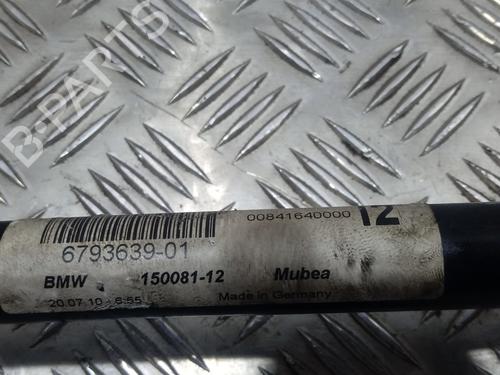 B-PARTS
00841640000 12
6793639-01
BMW 150081-12 Mubea
20.07.10 - 6:55 Made in Germany